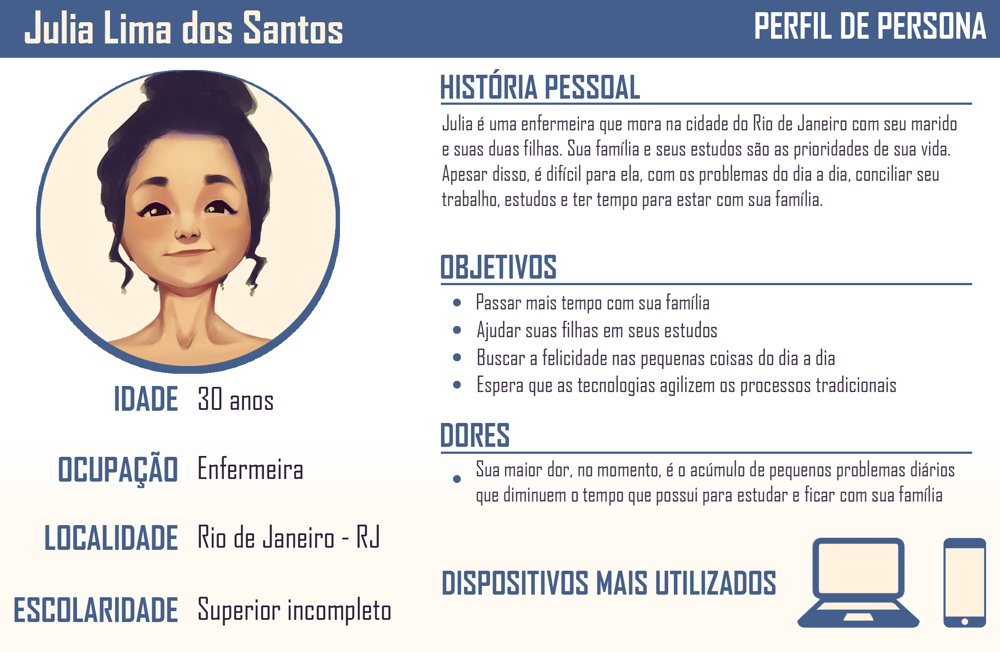 Julia Lima dos Santos
PERFIL DE PERSONA
IDADE 30 anos
OCUPAÇÃO Enfermeira
LOCALIDADE Rio de Janeiro - RJ
ESCOLARIDADE Superior incompleto
HISTÓRIA PESSOAL
Julia é uma enfermeira que mora na cidade do Rio de Janeiro com seu marido
e suas duas filhas. Sua família e seus estudos são as prioridades de sua vida.
Apesar disso, é difícil para ela, com os problemas do dia a dia, conciliar seu
trabalho, estudos e ter tempo para estar com sua família.
OBJETIVOS
• Passar mais tempo com sua família
• Ajudar suas filhas em seus estudos
• Buscar a felicidade nas pequenas coisas do dia a dia
• Espera que as tecnologias agilizem os processos tradicionais
DORES
• Sua maior dor, no momento, é o acúmulo de pequenos problemas diários
que diminuem o tempo que possui para estudar e ficar com sua família
DISPOSITIVOS MAIS UTILIZADOS